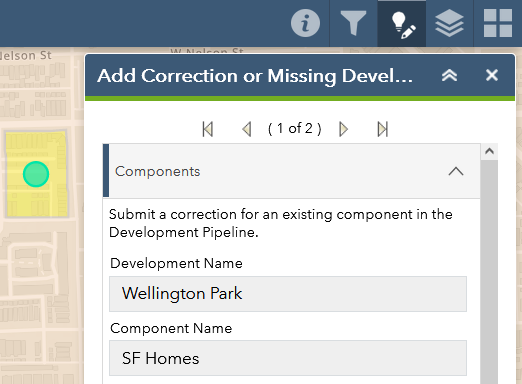 elson St
W Nelson St
Add Correction or Missing Devel...
( 1 of 2 )
Components
Submit a correction for an existing component in the
Development Pipeline.
Development Name
Wellington Park
Component Name
SF Homes